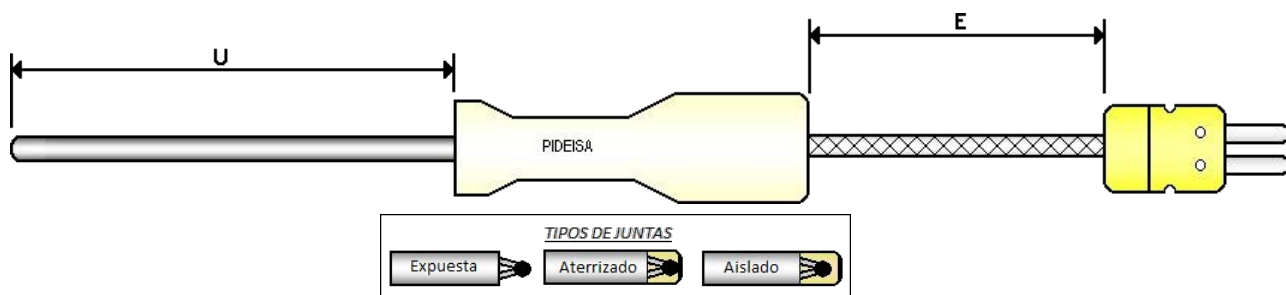 U
E
PIDEISA
TIPOS DE JUNTAS
Expuesta
Aterrizado
Aislado